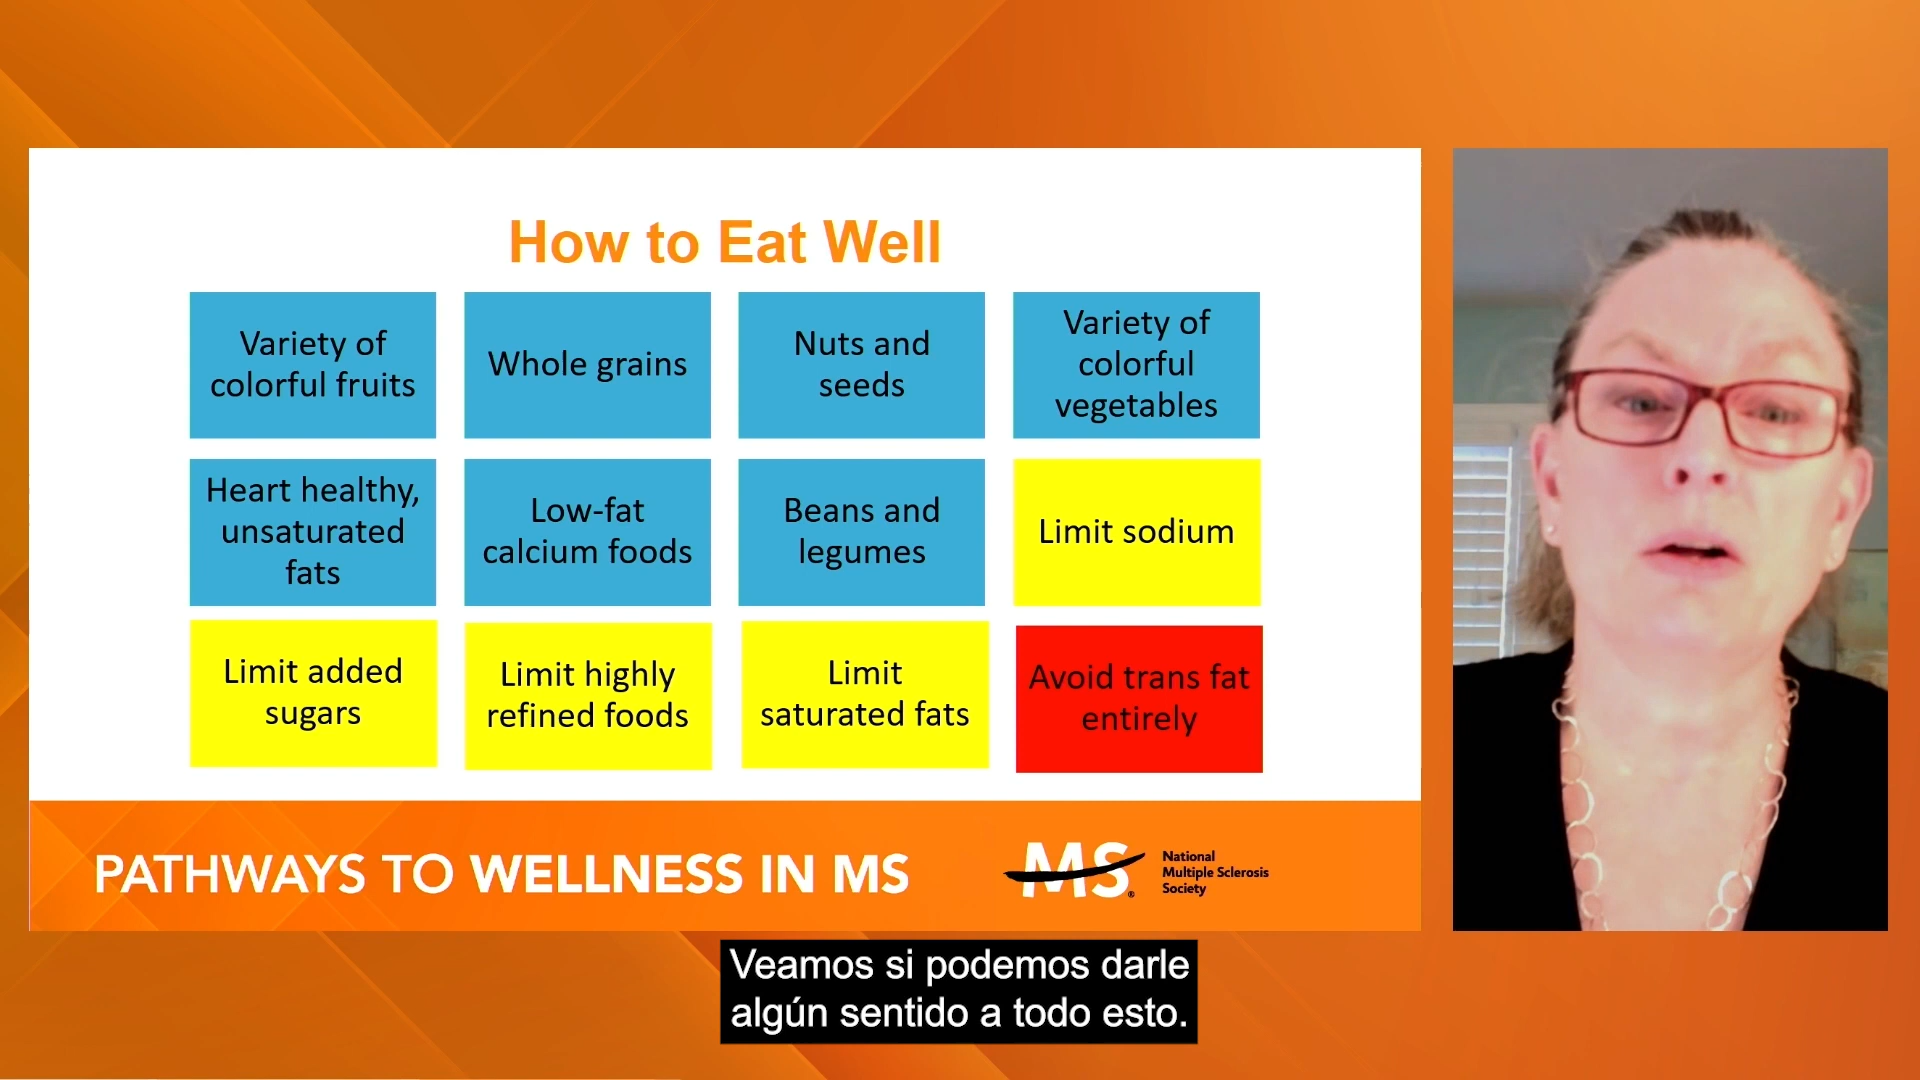 How to Eat Well
Variety of
colorful fruits
Whole grains
Nuts and
seeds
Variety of
colorful
vegetables
Heart healthy,
unsaturated
fats
Low-fat
calcium foods
Beans and
legumes
Limit sodium
Limit added
sugars
Limit highly
refined foods
Limit
saturated fats
Avoid trans fat
entirely
PATHWAYS TO WELLNESS IN MS
MS®
National
Multiple Sclerosis
Society
Veamos si podemos darle
algún sentido a todo esto.